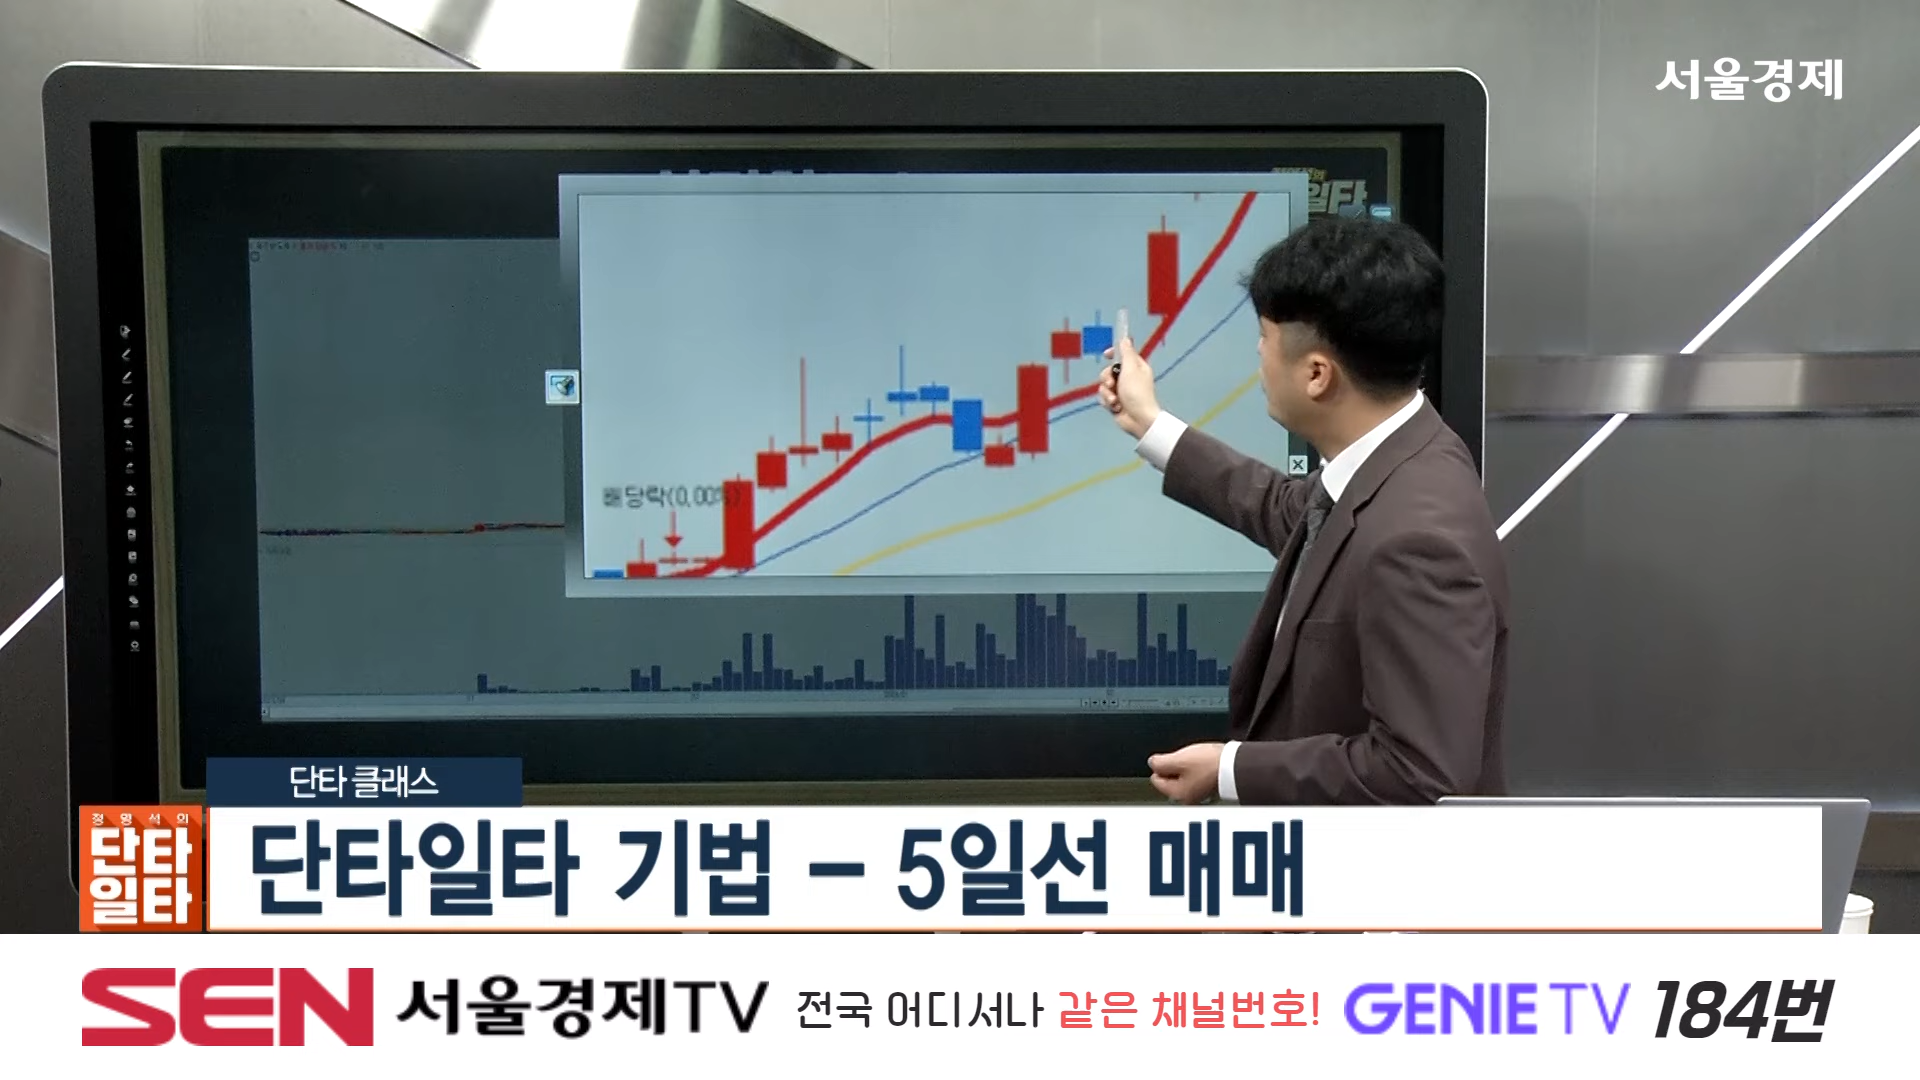 서울경제
일타
배당락(0.00%)
단타 클래스
정영석의
단타
일타
단타일타 기법 - 5일선 매매
SEN 서울경제TV 전국 어디서나 같은 채널번호! GENIE TV 184번